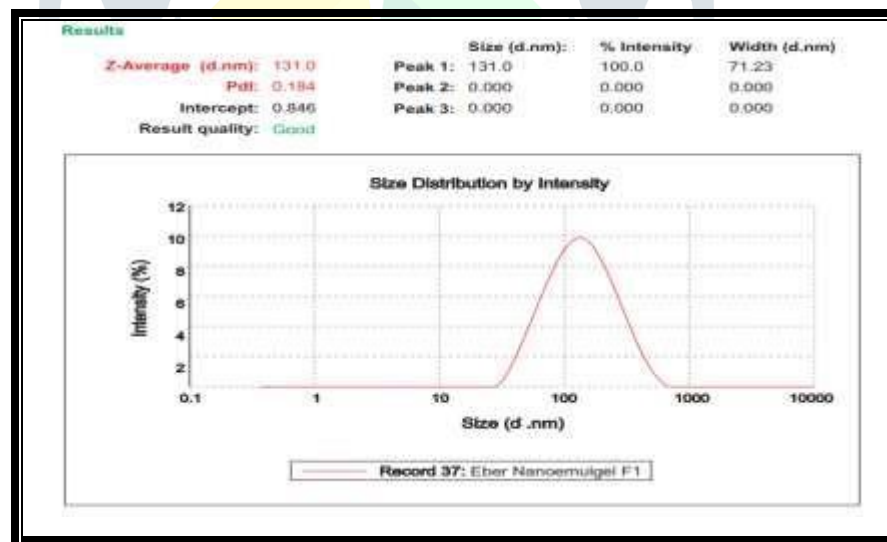 Results
Size (d.nm): % Intensity Width (d.nm)
Z-Average (d.nm): 131.0 Peak 1: 131.0 100.0 71.23
PdI: 0.184 Peak 2: 0.000 0.000 0.000
Intercept: 0.846 Peak 3: 0.000 0.000 0.000
Result quality: Good
Size Distribution by Intensity
12
10
8
6
4
2
Intensity (%)
0.1 1 10 100 1000 10000
Size (d .nm)
Record 37: Eber Nanoemulgel F1